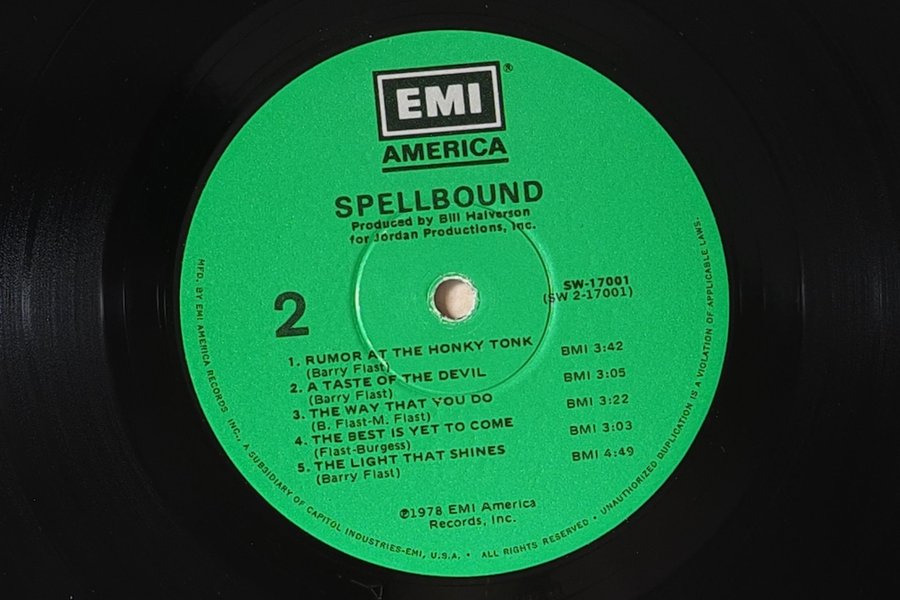 EMI
®
AMERICA
SPELLBOUND
Produced by Bill Halverson
for Jordan Productions, Inc.
SW-17001
(SW 2-17001)
2
1. RUMOR AT THE HONKY TONK BMI 3:42
(Barry Flast)
2. A TASTE OF THE DEVIL BMI 3:05
(Barry Flast)
3. THE WAY THAT YOU DO BMI 3:22
(B. Flast-M. Flast)
4. THE BEST IS YET TO COME BMI 3:03
(Flast-Burgess)
5. THE LIGHT THAT SHINES BMI 4:49
(Barry Flast)
℗1978 EMI America
Records, Inc.
MFD. BY EMI AMERICA RECORDS, INC., A SUBSIDIARY OF CAPITOL INDUSTRIES-EMI, U.S.A. • ALL RIGHTS RESERVED • UNAUTHORIZED DUPLICATION IS A VIOLATION OF APPLICABLE LAWS.